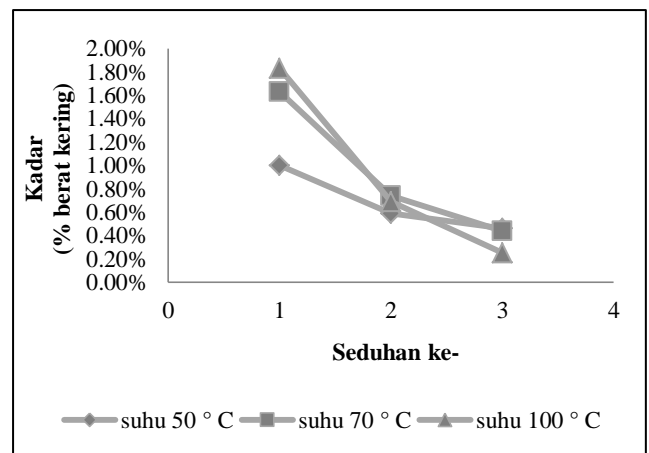 Kadar
(% berat kering)
2.00%
1.80%
1.60%
1.40%
1.20%
1.00%
0.80%
0.60%
0.40%
0.20%
0.00%
0 1 2 3 4
Seduhan ke-
suhu 50 ° C suhu 70 ° C suhu 100 ° C